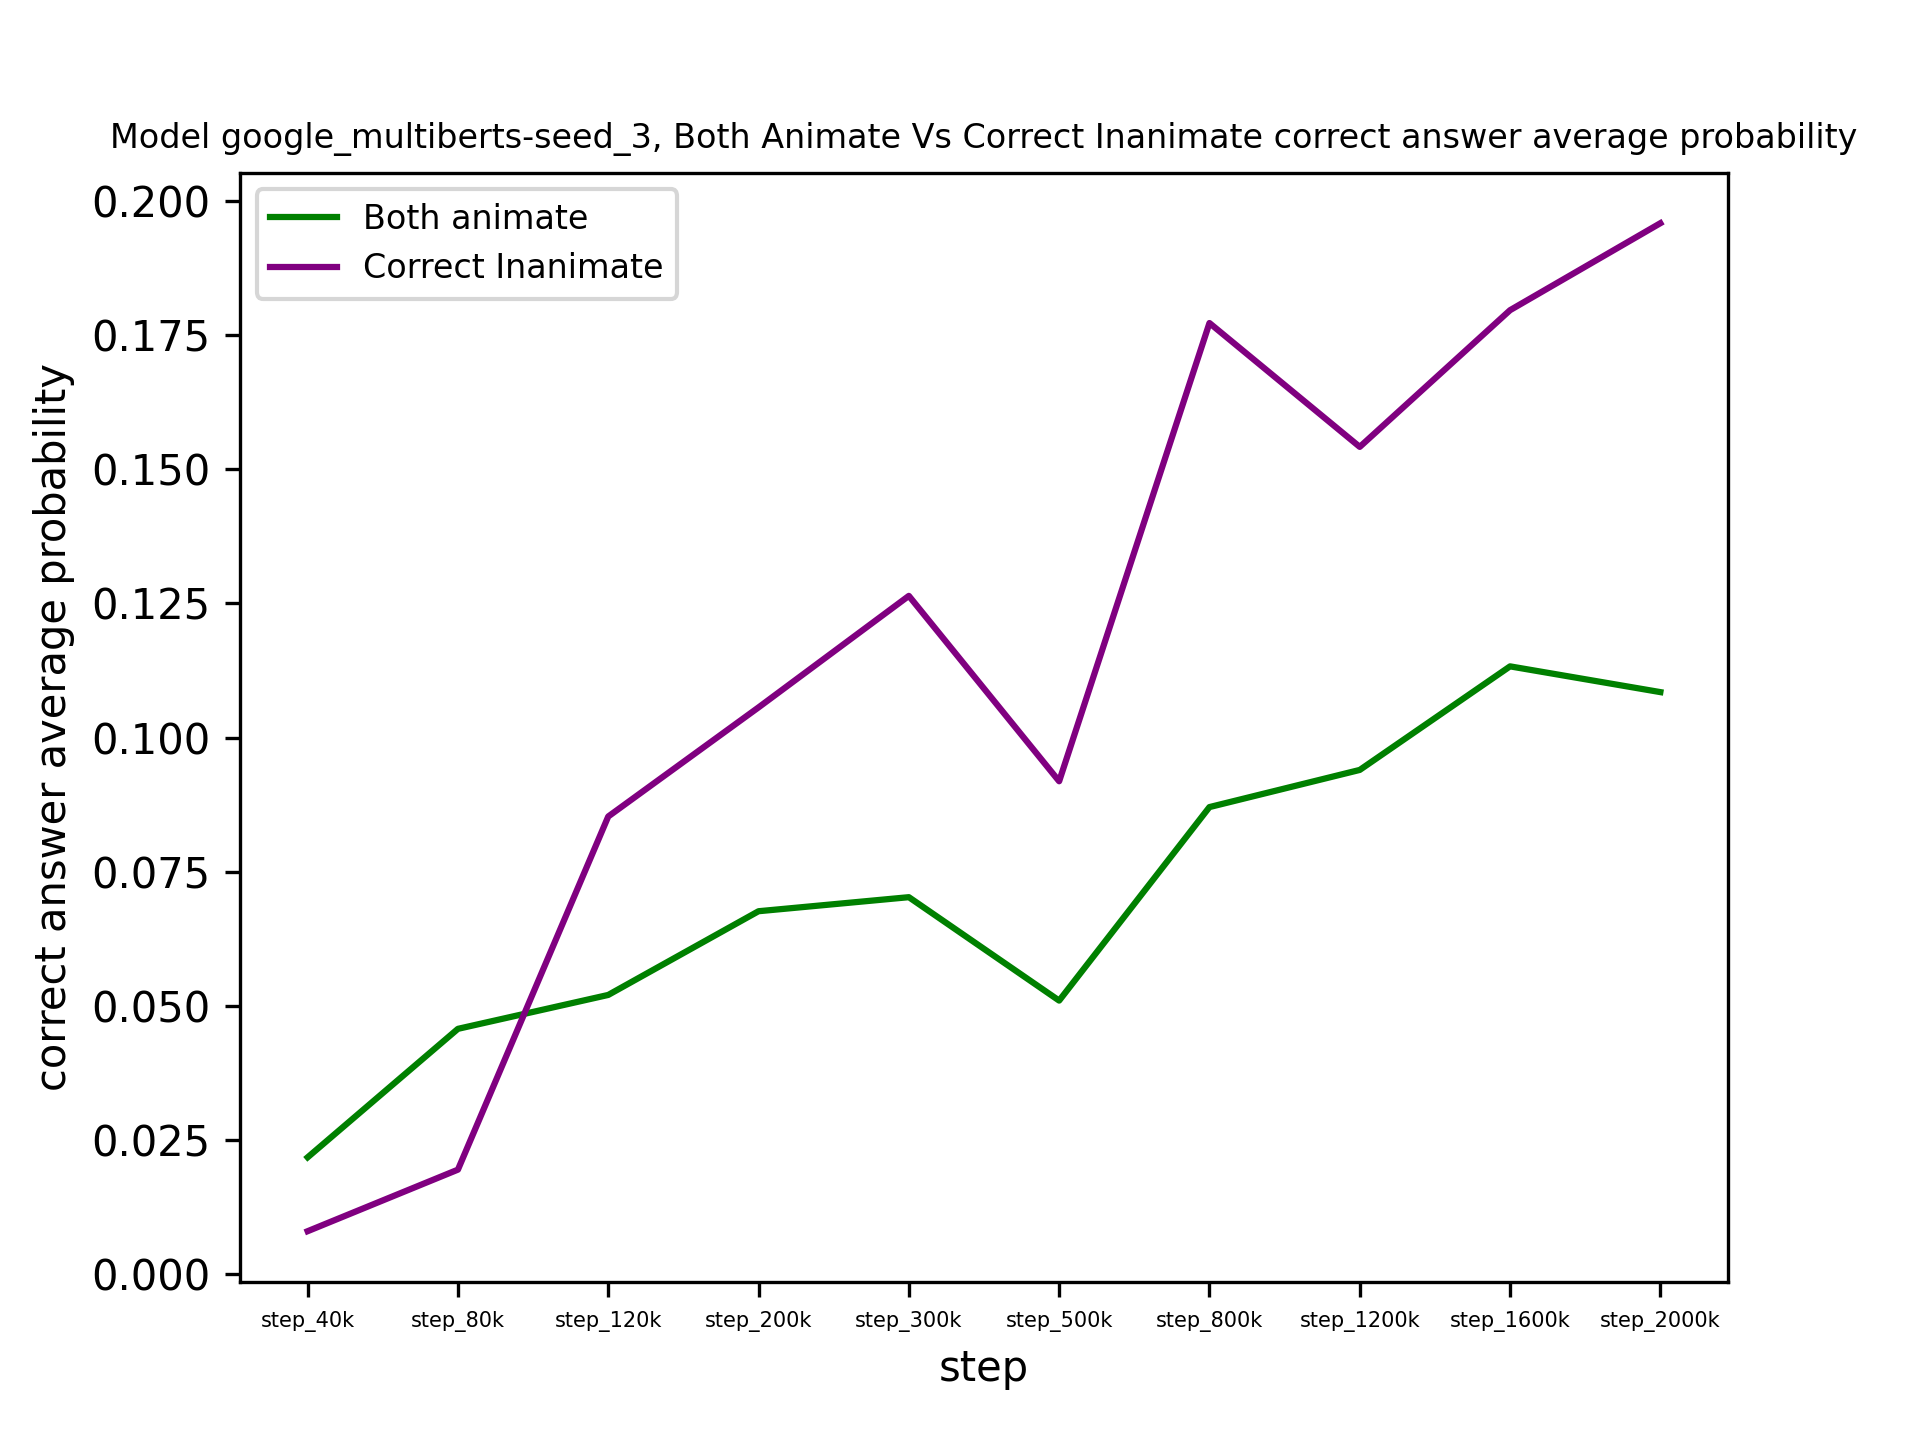 Model google_multiberts-seed_3, Both Animate Vs Correct Inanimate correct answer average probability
Both animate
Correct Inanimate
0.200
0.175
0.150
0.125
0.100
0.075
0.050
0.025
0.000
correct answer average probability
step_40k step_80k step_120k step_200k step_300k step_500k step_800k step_1200k step_1600k step_2000k
step